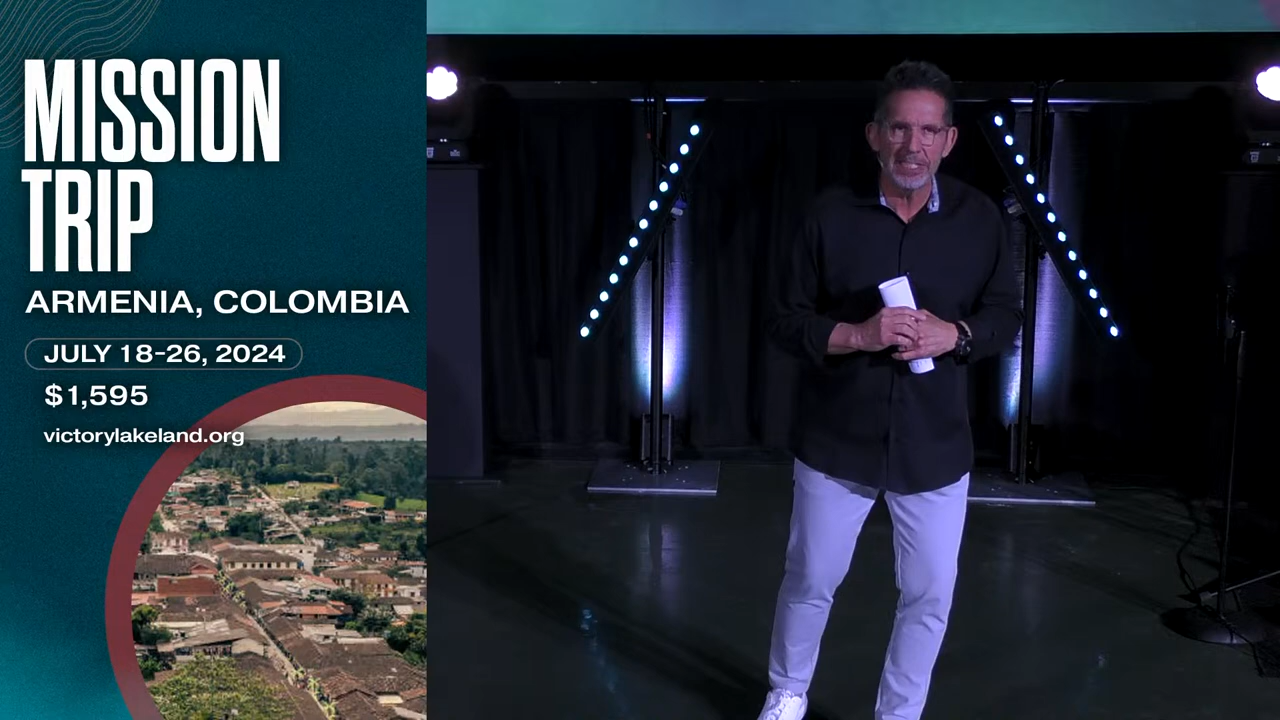 MISSION
TRIP
ARMENIA, COLOMBIA
JULY 18-26, 2024
$1,595
victorylakeland.org